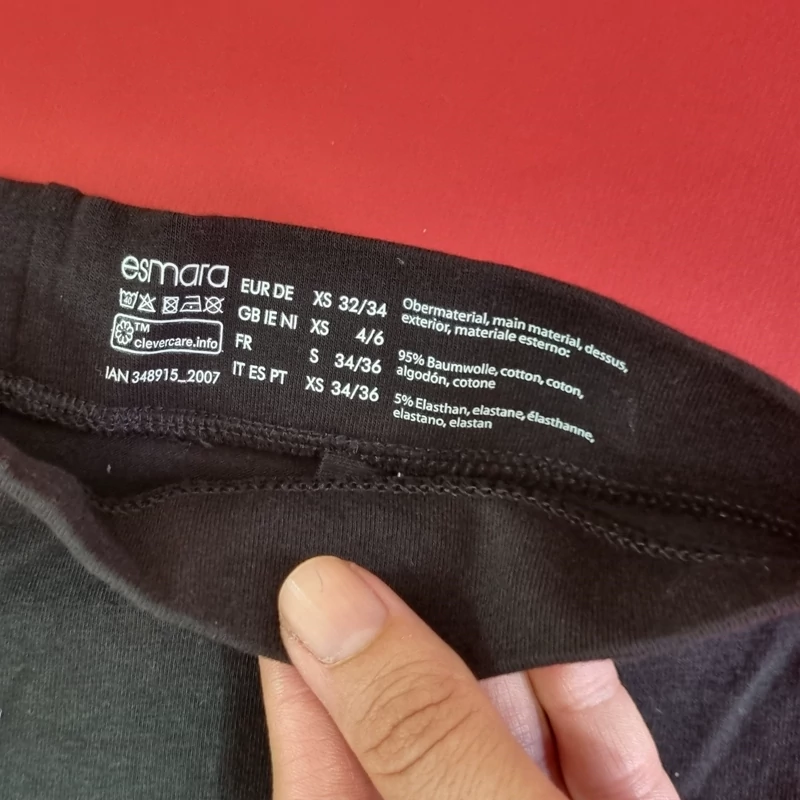 esmara
40
TM
clevercare.info
IAN 348915_2007
EUR DE XS 32/34
GB IE NI XS 4/6
FR S 34/36
IT ES PT XS 34/36
Obermaterial, main material, dessus,
exterior, materiale esterno:
95% Baumwolle, cotton, coton,
algodón, cotone
5% Elasthan, elastane, élasthanne,
elastano, elastan